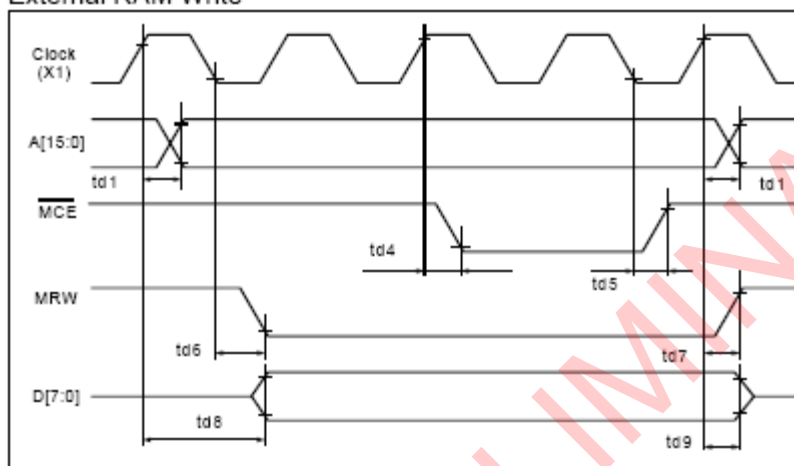 External RAM Write
Clock
(X1)
A[15:0]
td1
td1
MCE
td4
td5
MRW
td6
td7
D[7:0]
td8
td9
LIMINA